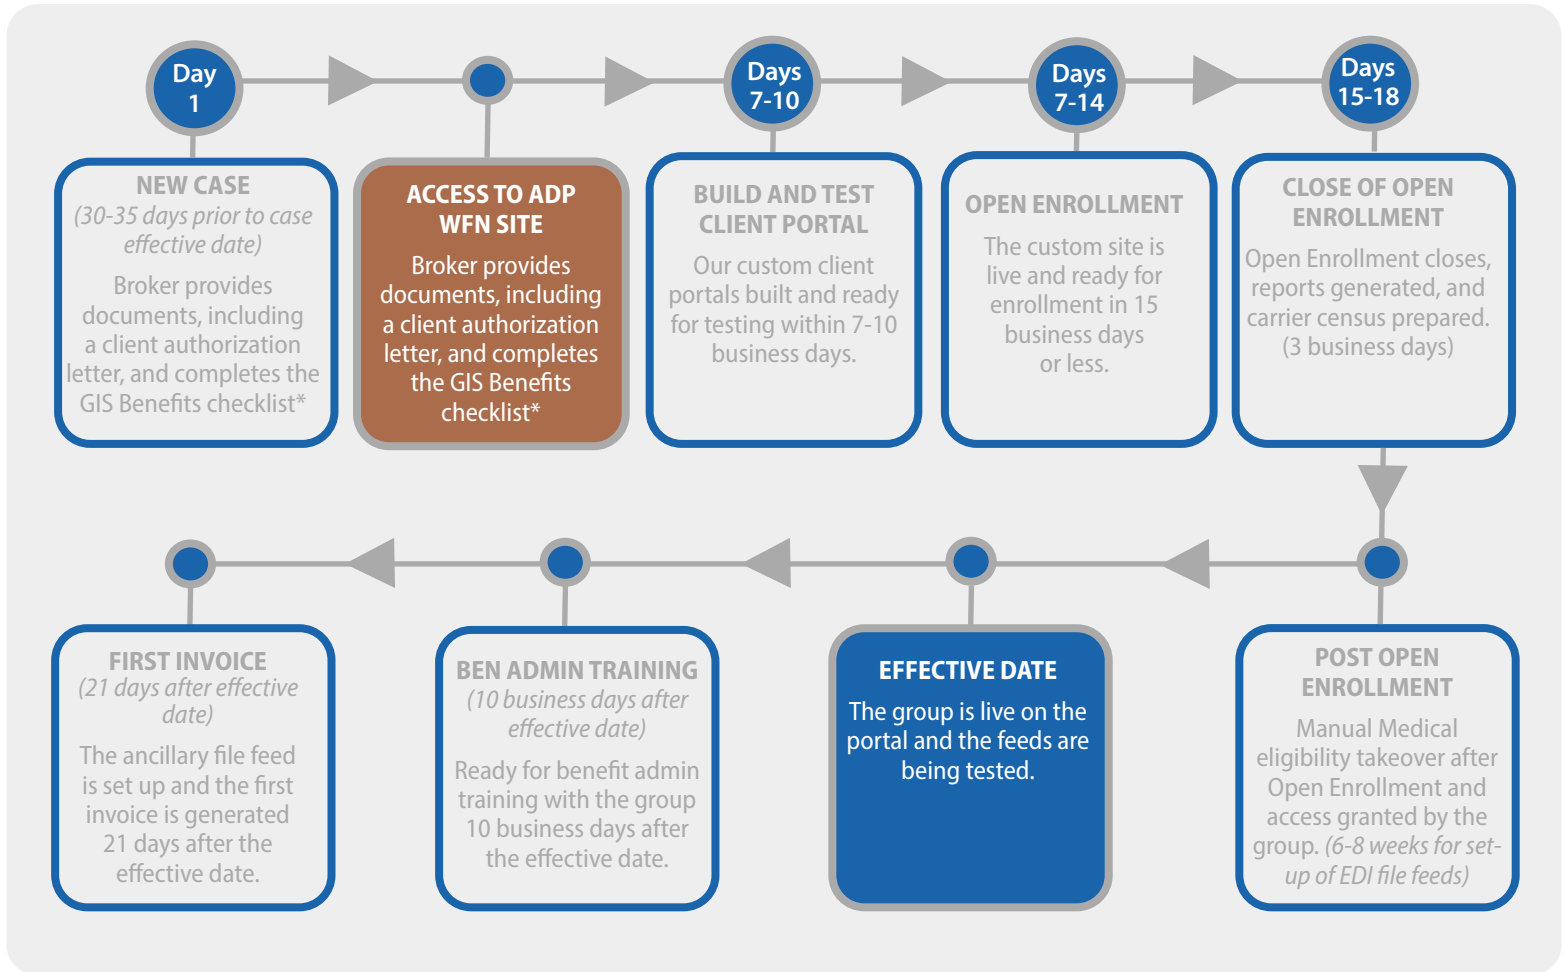 Day
1
NEW CASE
(30-35 days prior to case
effective date)
Broker provides
documents, including
a client authorization
letter, and completes the
GIS Benefits checklist*
ACCESS TO ADP
WFN SITE
Broker provides
documents, including
a client authorization
letter, and completes
the GIS Benefits
checklist*
Days
7-10
BUILD AND TEST
CLIENT PORTAL
Our custom client
portals built and ready
for testing within 7-10
business days.
Days
7-14
OPEN ENROLLMENT
The custom site is
live and ready for
enrollment in 15
business days
or less.
Days
15-18
CLOSE OF OPEN
ENROLLMENT
Open Enrollment closes,
reports generated, and
carrier census prepared.
(3 business days)
POST OPEN
ENROLLMENT
Manual Medical
eligibility takeover after
Open Enrollment and
access granted by the
group. (6-8 weeks for set-
up of EDI file feeds)
EFFECTIVE DATE
The group is live on the
portal and the feeds are
being tested.
BEN ADMIN TRAINING
(10 business days after
effective date)
Ready for benefit admin
training with the group
10 business days after
the effective date.
FIRST INVOICE
(21 days after effective
date)
The ancillary file feed
is set up and the first
invoice is generated
21 days after the
effective date.